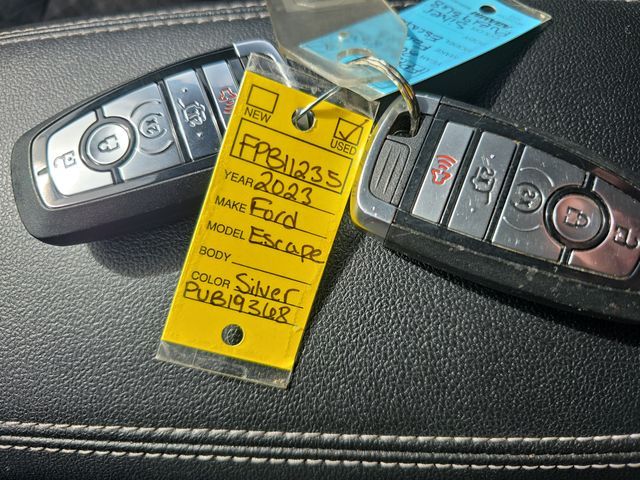 NEW
USED
FPB11235
YEAR 2023
MAKE Ford
MODEL Escape
BODY
COLOR Silver
PUB19368